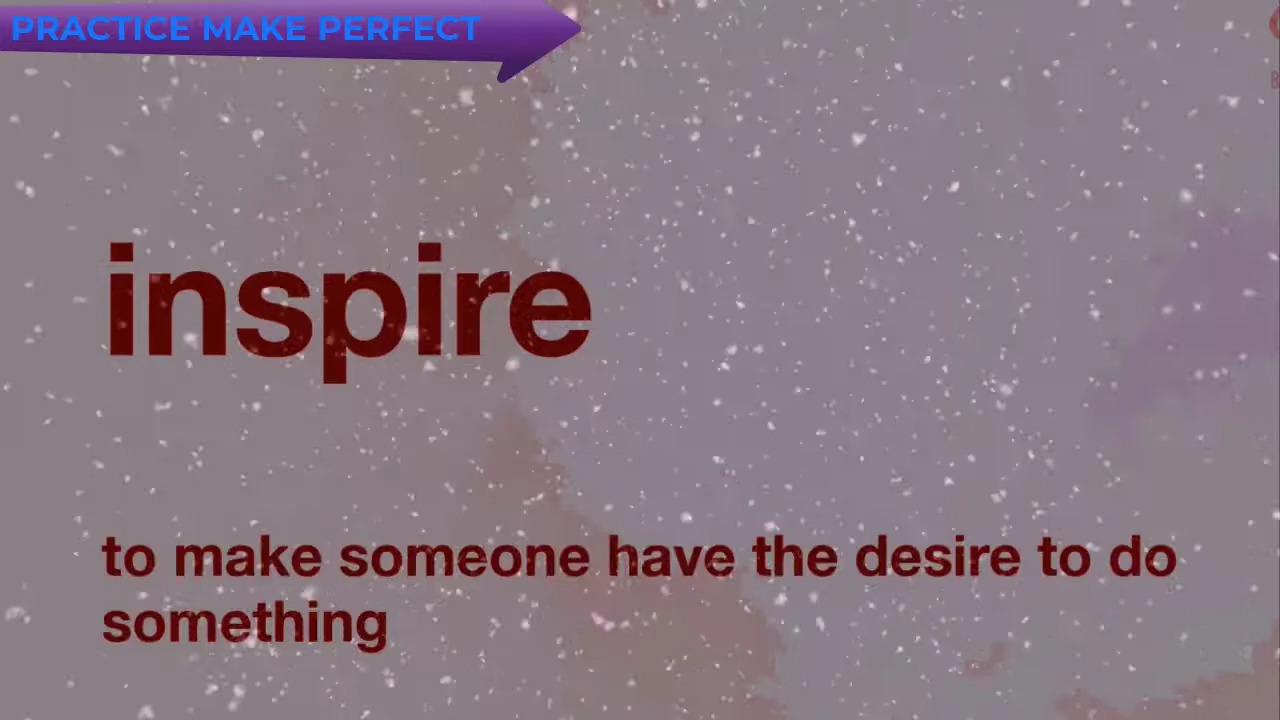 PRACTICE MAKE PERFECT
inspire
to make someone have the desire to do
something